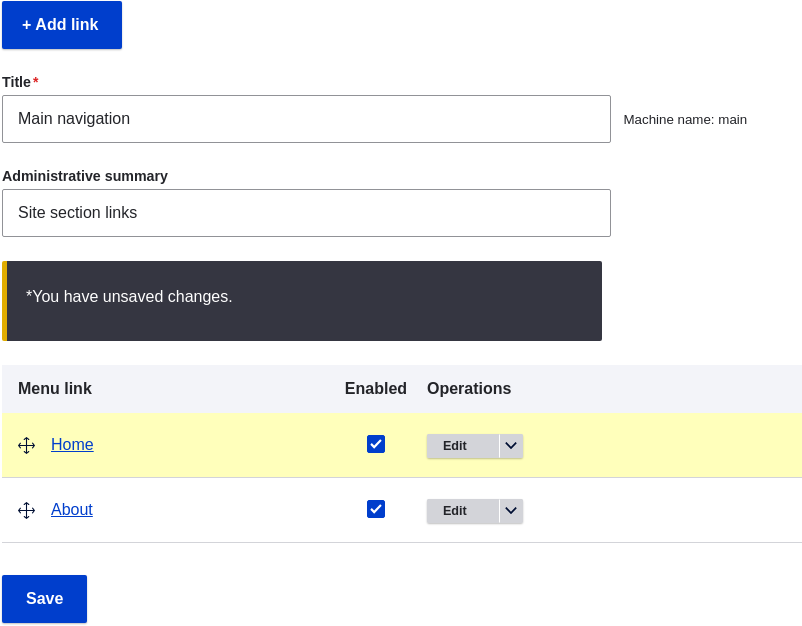 + Add link
Title*
Main navigation
Machine name: main
Administrative summary
Site section links
*You have unsaved changes.
Menu link Enabled Operations
Home Edit
About Edit
Save